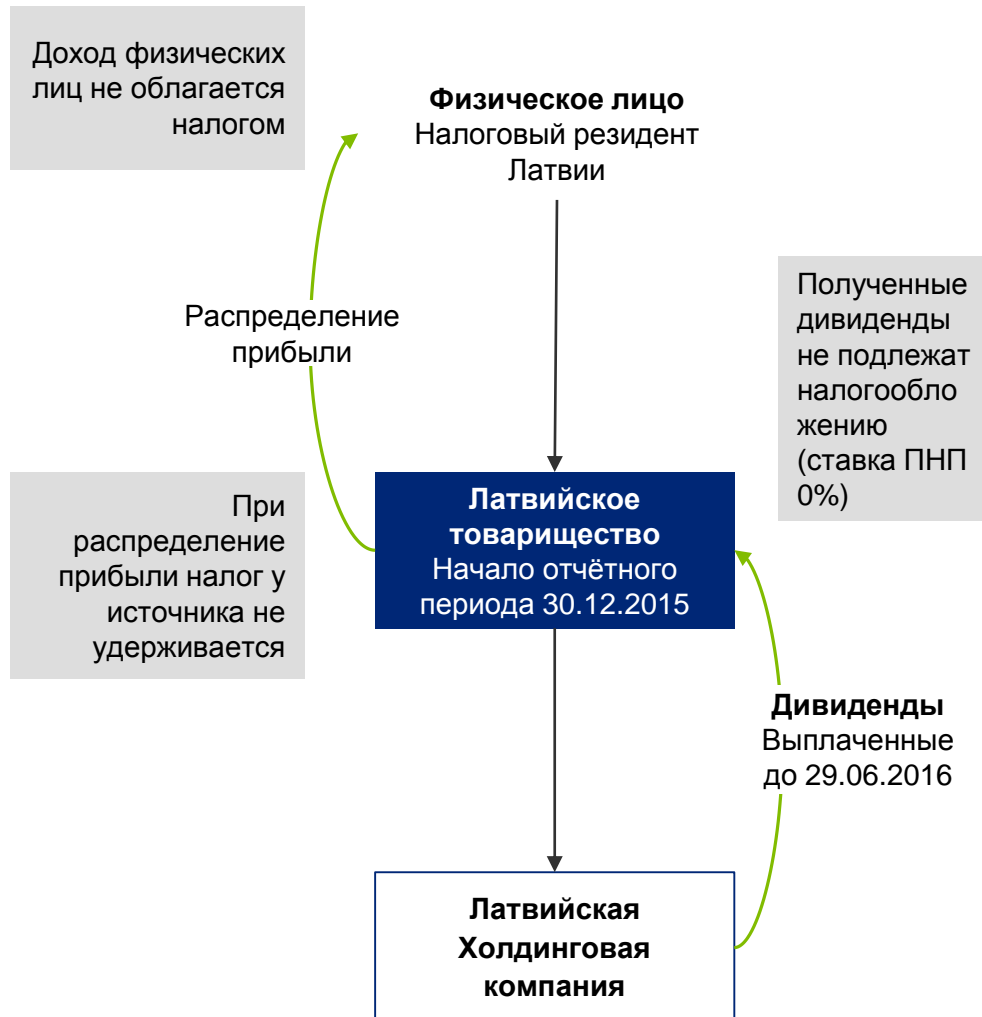 Доход физических
лиц не облагается
налогом
Физическое лицо
Налоговый резидент
Латвии
Распределение
прибыли
Полученные
дивиденды
не подлежат
налогообло
жению
(ставка ПНП
0%)
При
распределение
прибыли налог у
источника не
удерживается
Латвийское
товарищество
Начало отчётного
периода 30.12.2015
Дивиденды
Выплаченные
до 29.06.2016
Латвийская
Холдинговая
компания